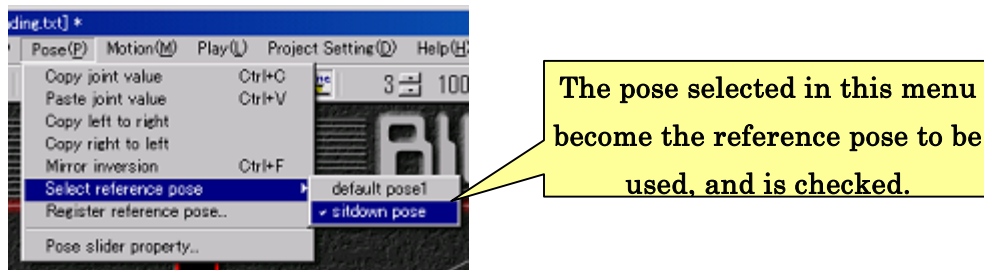 ding.txt] *
Pose(P) Motion(M) Play(L) Project Setting(D) Help(H)
3 100
Copy joint value Ctrl+C
Paste joint value Ctrl+V
Copy left to right
Copy right to left
Mirror inversion Ctrl+F
Select reference pose
default pose1
Register reference pose..
✓ sitdown pose
Pose slider property..
The pose selected in this menu
become the reference pose to be
used, and is checked.